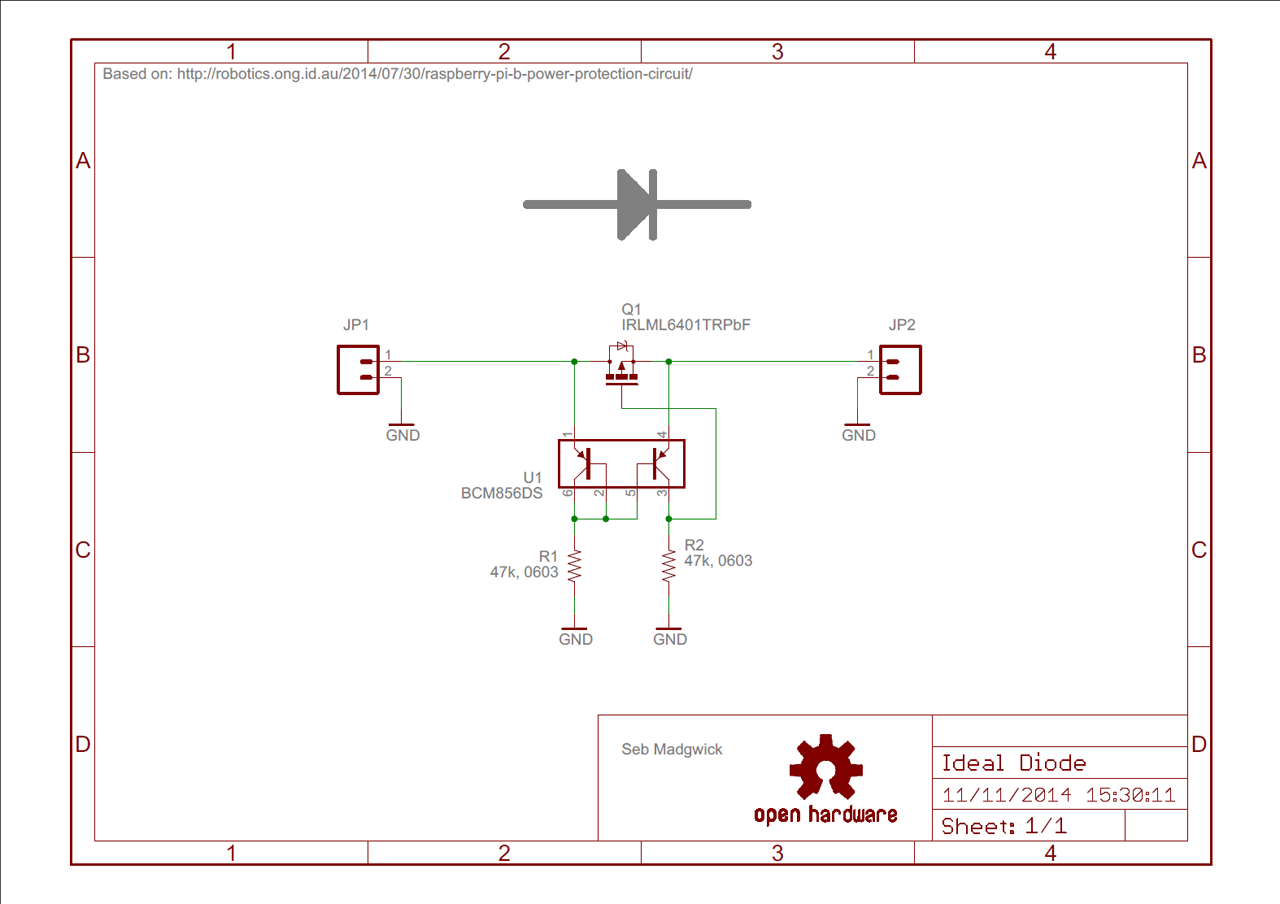 1 2 3 4
Based on: http://robotics.ong.id.au/2014/07/30/raspberry-pi-b-power-protection-circuit/
A A
Q1
IRLML6401TRPbF
JP1 JP2
B B
1 1
2 2
GND GND
1 4
U1
BCM856DS
6 2 5 3
C C
R1 R2
47k, 0603 47k, 0603
GND GND
D D
Seb Madgwick
open hardware
Ideal Diode
11/11/2014 15:30:11
Sheet: 1/1
1 2 3 4